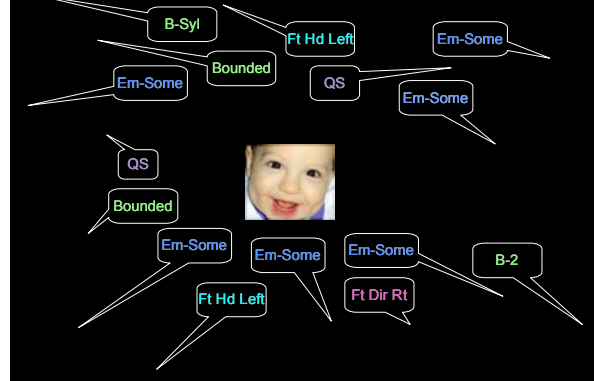 B-Syl
Ft Hd Left
Em-Some
Bounded
Em-Some
QS
Em-Some
QS
Bounded
Em-Some
Em-Some
Em-Some
B-2
Ft Hd Left
Ft Dir Rt